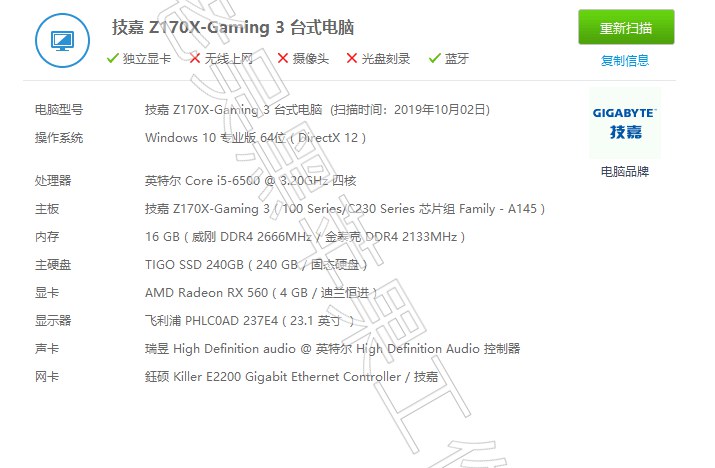 技嘉 Z170X-Gaming 3 台式电脑
重新扫描
独立显卡 无线上网 摄像头 光盘刻录 蓝牙
复制信息
电脑型号 技嘉 Z170X-Gaming 3 台式电脑 (扫描时间：2019年10月02日)
GIGABYTE™
技嘉
操作系统 Windows 10 专业版 64位 ( DirectX 12 )
电脑品牌
处理器 英特尔 Core i5-6500 @ 3.20GHz 四核
主板 技嘉 Z170X-Gaming 3 ( 100 Series/C230 Series 芯片组 Family - A145 )
内存 16 GB ( 威刚 DDR4 2666MHz / 金泰克 DDR4 2133MHz )
主硬盘 TIGO SSD 240GB ( 240 GB / 固态硬盘 )
显卡 AMD Radeon RX 560 ( 4 GB / 迪兰恒进 )
显示器 飞利浦 PHLC0AD 237E4 ( 23.1 英寸 )
声卡 瑞昱 High Definition audio @ 英特尔 High Definition Audio 控制器
网卡 鈺硕 Killer E2200 Gigabit Ethernet Controller / 技嘉
老吴黑苹果工作